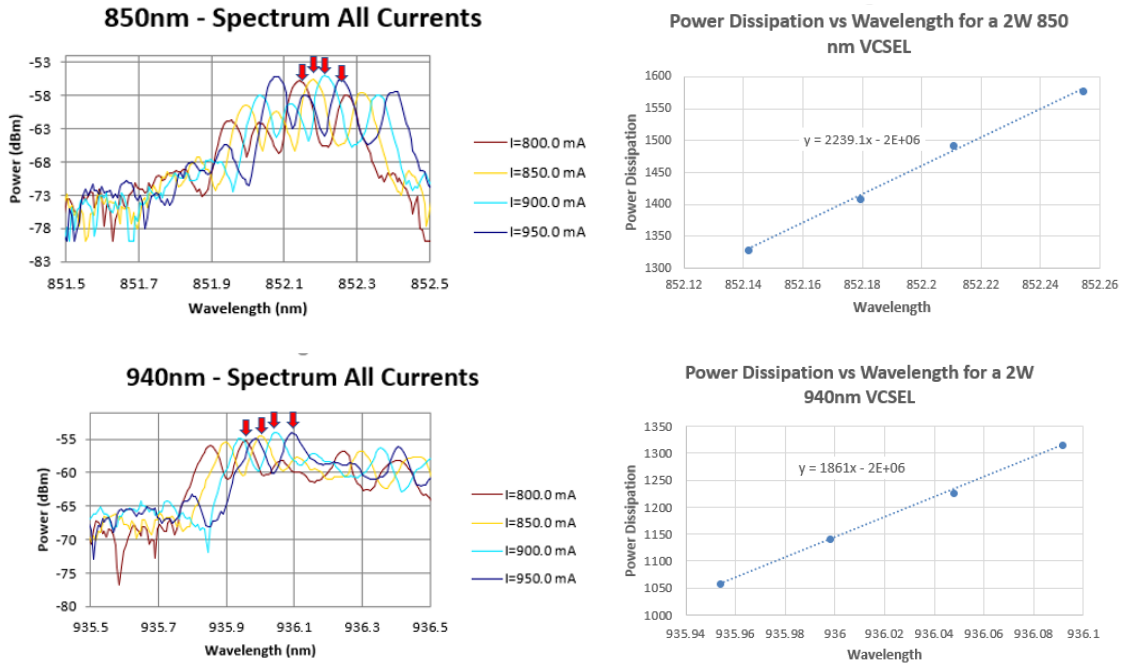 850nm - Spectrum All Currents
-53
-58
-63
-68
-73
-78
-83
Power (dBm)
851.5 851.7 851.9 852.1 852.3 852.5
Wavelength (nm)
I=800.0 mA
I=850.0 mA
I=900.0 mA
I=950.0 mA
Power Dissipation vs Wavelength for a 2W 850
nm VCSEL
1600
1550
1500
1450
1400
1350
1300
Power Dissipation
y = 2239.1x - 2E+06
852.12 852.14 852.16 852.18 852.2 852.22 852.24 852.26
Wavelength
940nm - Spectrum All Currents
-55
-60
-65
-70
-75
-80
Power (dBm)
935.5 935.7 935.9 936.1 936.3 936.5
Wavelength (nm)
I=800.0 mA
I=850.0 mA
I=900.0 mA
I=950.0 mA
Power Dissipation vs Wavelength for a 2W
940nm VCSEL
1350
1300
1250
1200
1150
1100
1050
1000
Power Dissipation
y = 1861x - 2E+06
935.94 935.96 935.98 936 936.02 936.04 936.06 936.08 936.1
Wavelength